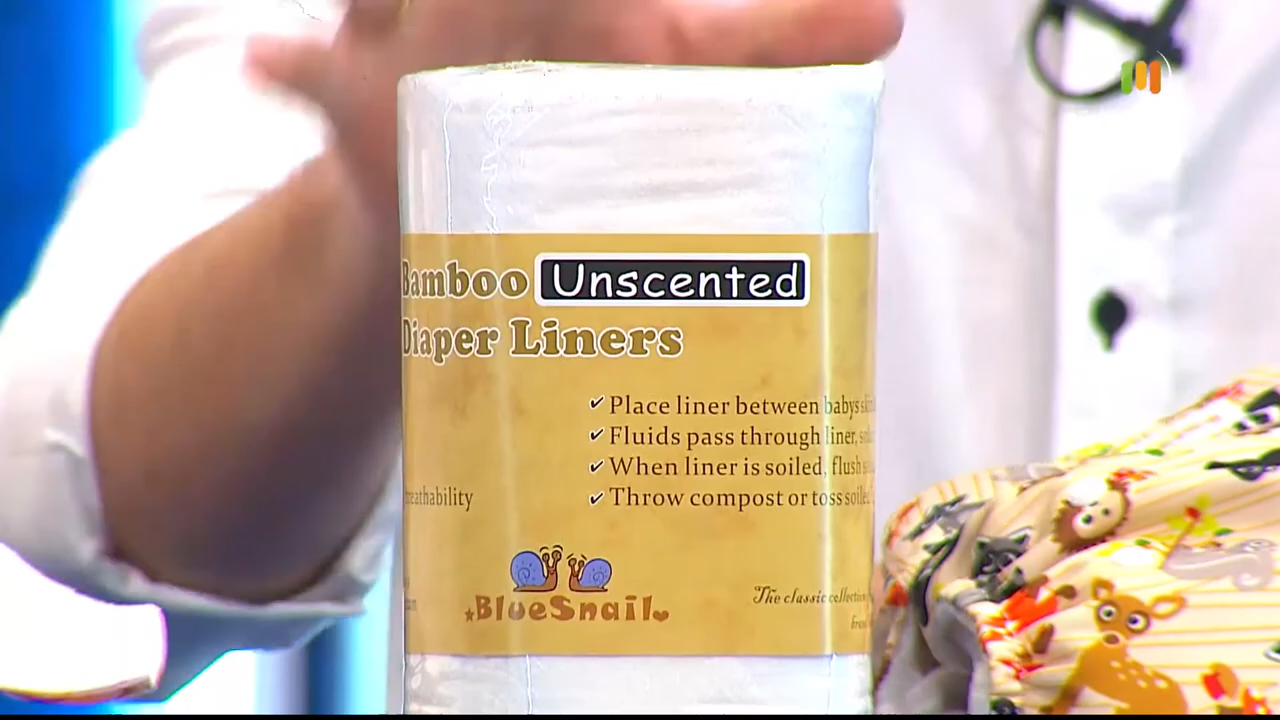 Bamboo Unscented
Diaper Liners
Place liner between babys
Fluids pass through liner,
When liner is soiled, flush
Throw compost or toss soiled
breathability
BlueSnail
The classic collection